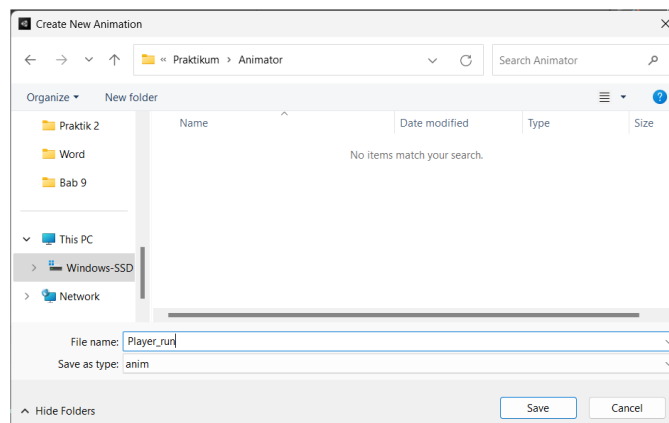 Create New Animation
« Praktikum > Animator
Search Animator
Organize
New folder
Name
Date modified
Type
Size
No items match your search.
Praktik 2
Word
Bab 9
This PC
Windows-SSD
Network
File name: Player_run
Save as type: anim
Hide Folders
Save
Cancel